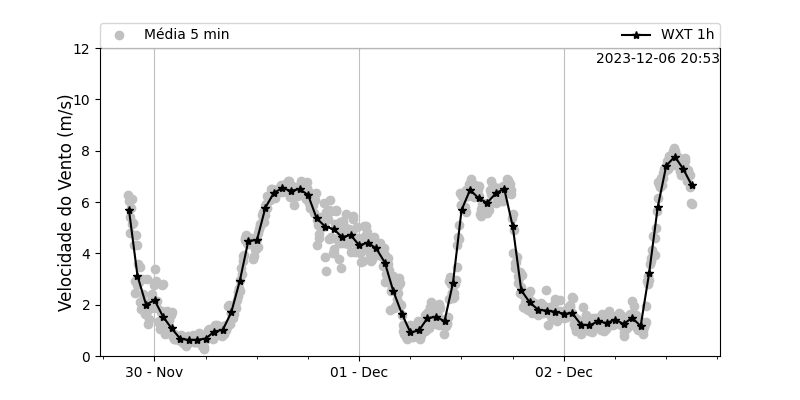 Média 5 min
WXT 1h
2023-12-06 20:53
Velocidade do Vento (m/s)
12
10
8
6
4
2
0
30 - Nov
01 - Dec
02 - Dec